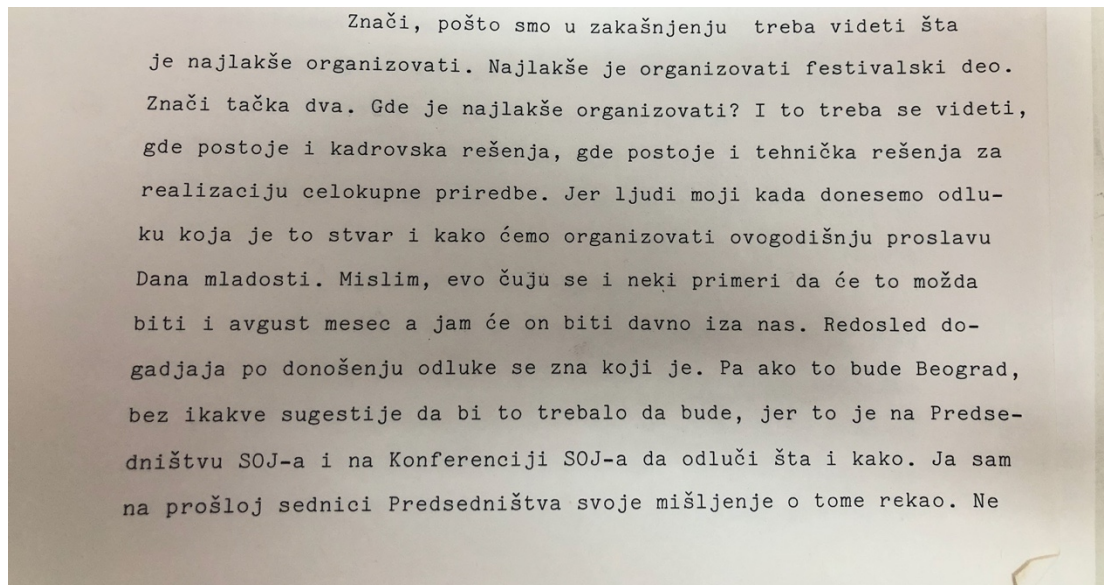 Znači, pošto smo u zakašnjenju treba videti šta
je najlakše organizovati. Najlakše je organizovati festivalski deo.
Znači tačka dva. Gde je najlakše organizovati? I to treba se videti,
gde postoje i kadrovska rešenja, gde postoje i tehnička rešenja za
realizaciju celokupne priredbe. Jer ljudi moji kada donesemo odlu-
ku koja je to stvar i kako ćemo organizovati ovogodišnju proslavu
Dana mladosti. Mislim, evo čuju se i neki primeri da će to možda
biti i avgust mesec a jam će on biti davno iza nas. Redosled do-
gadjaja po donošenju odluke se zna koji je. Pa ako to bude Beograd,
bez ikakve sugestije da bi to trebalo da bude, jer to je na Predse-
dništvu SOJ-a i na Konferenciji SOJ-a da odluči šta i kako. Ja sam
na prošloj sednici Predsedništva svoje mišljenje o tome rekao. Ne